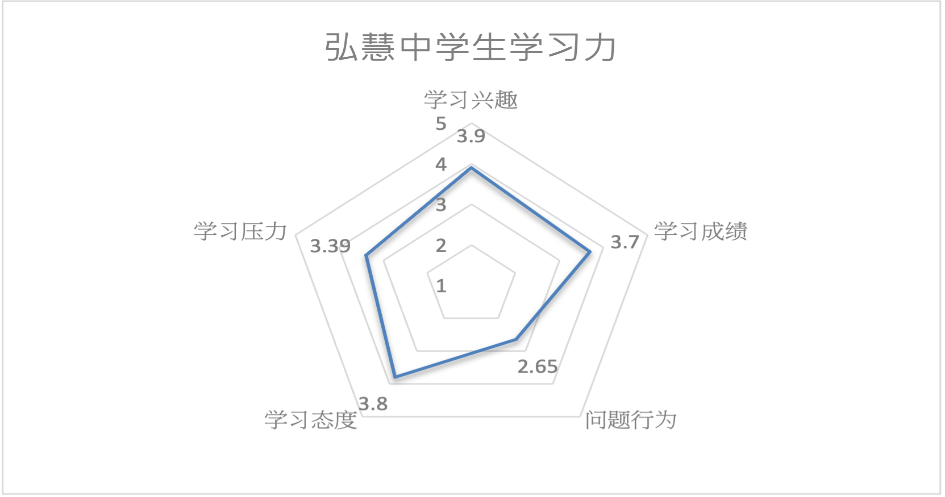 弘慧中学生学习力
学习兴趣
5
3.9
4
3
学习压力
3.39
2
3.7
学习成绩
1
2.65
3.8
学习态度
问题行为